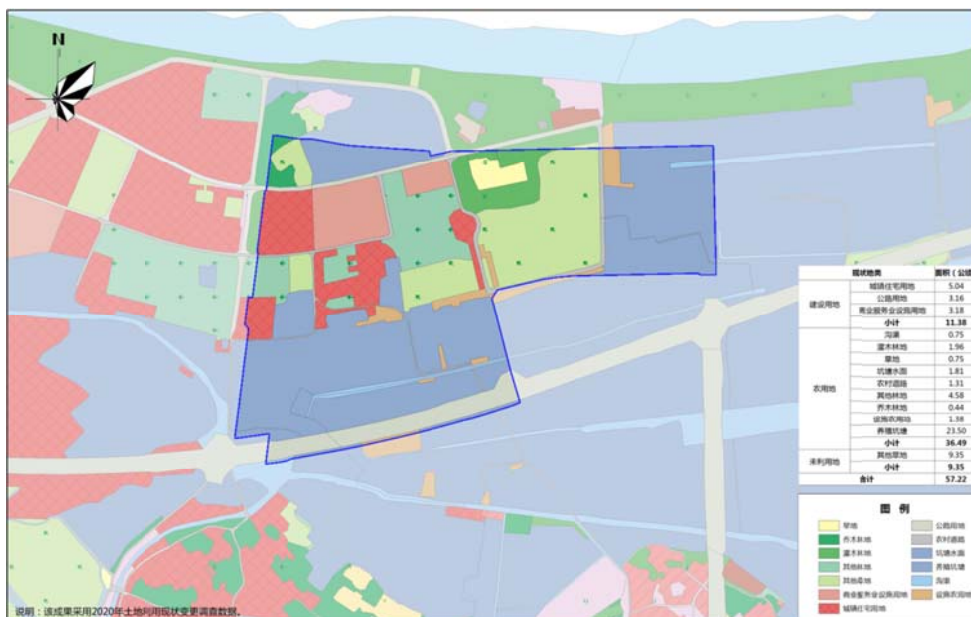 N
现状地类 面积（公顷
建设用地 城镇住宅用地 5.04
公路用地 3.16
商业服务业设施用地 3.18
小计 11.38
农用地 沟渠 0.75
灌木林地 1.96
旱地 0.75
坑塘水面 1.81
农村道路 1.31
其他林地 4.58
乔木林地 0.44
设施农用地 1.38
养殖坑塘 23.50
小计 36.49
未利用地 其他草地 9.35
小计 9.35
合计 57.22
图 例
旱地 公路用地
乔木林地 农村道路
灌木林地 坑塘水面
其他林地 养殖坑塘
其他草地 沟渠
商业服务业设施用地 设施农用地
城镇住宅用地
说明：该成果采用2020年土地利用现状变更调查数据。